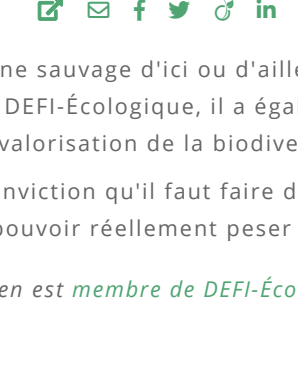 ne sauvage d'ici ou d'aille
DEFI-Écologique, il a éga
valorisation de la biodive
nviction qu'il faut faire d
pouvoir réellement peser
en est membre de DEFI-Éco